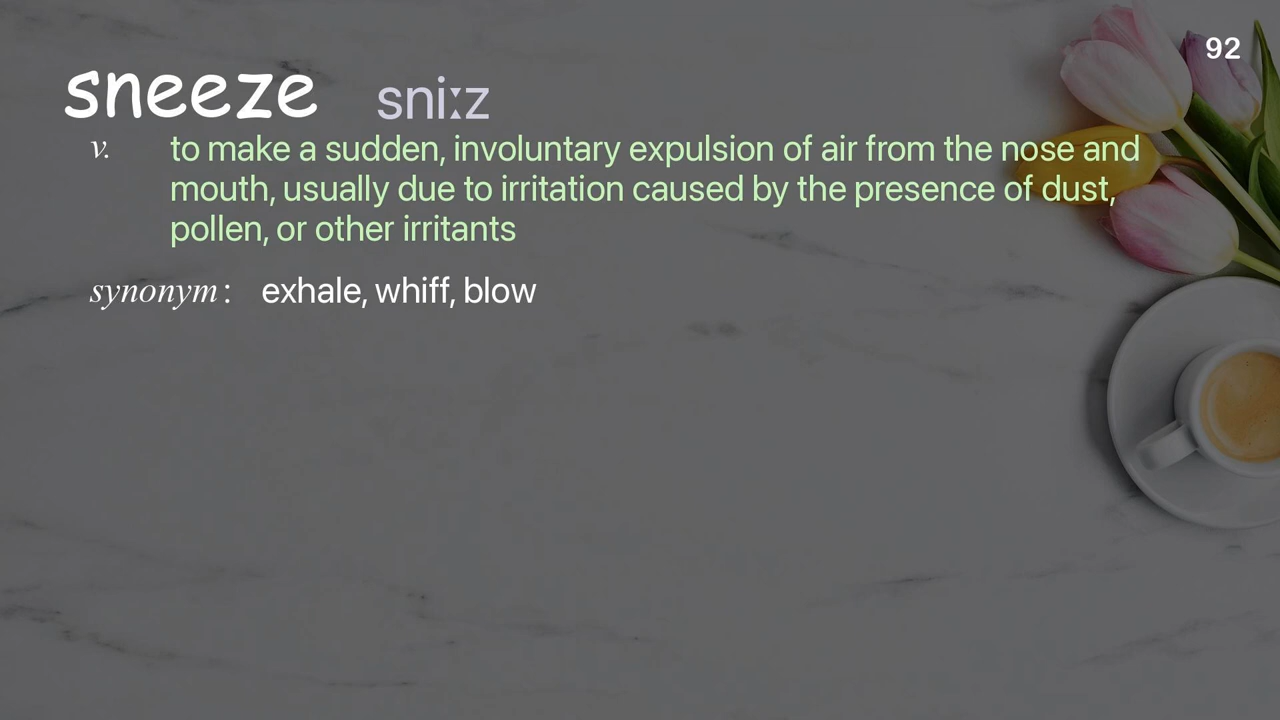 92
sneeze sniːz
v. to make a sudden, involuntary expulsion of air from the nose and
mouth, usually due to irritation caused by the presence of dust,
pollen, or other irritants
synonym : exhale, whiff, blow